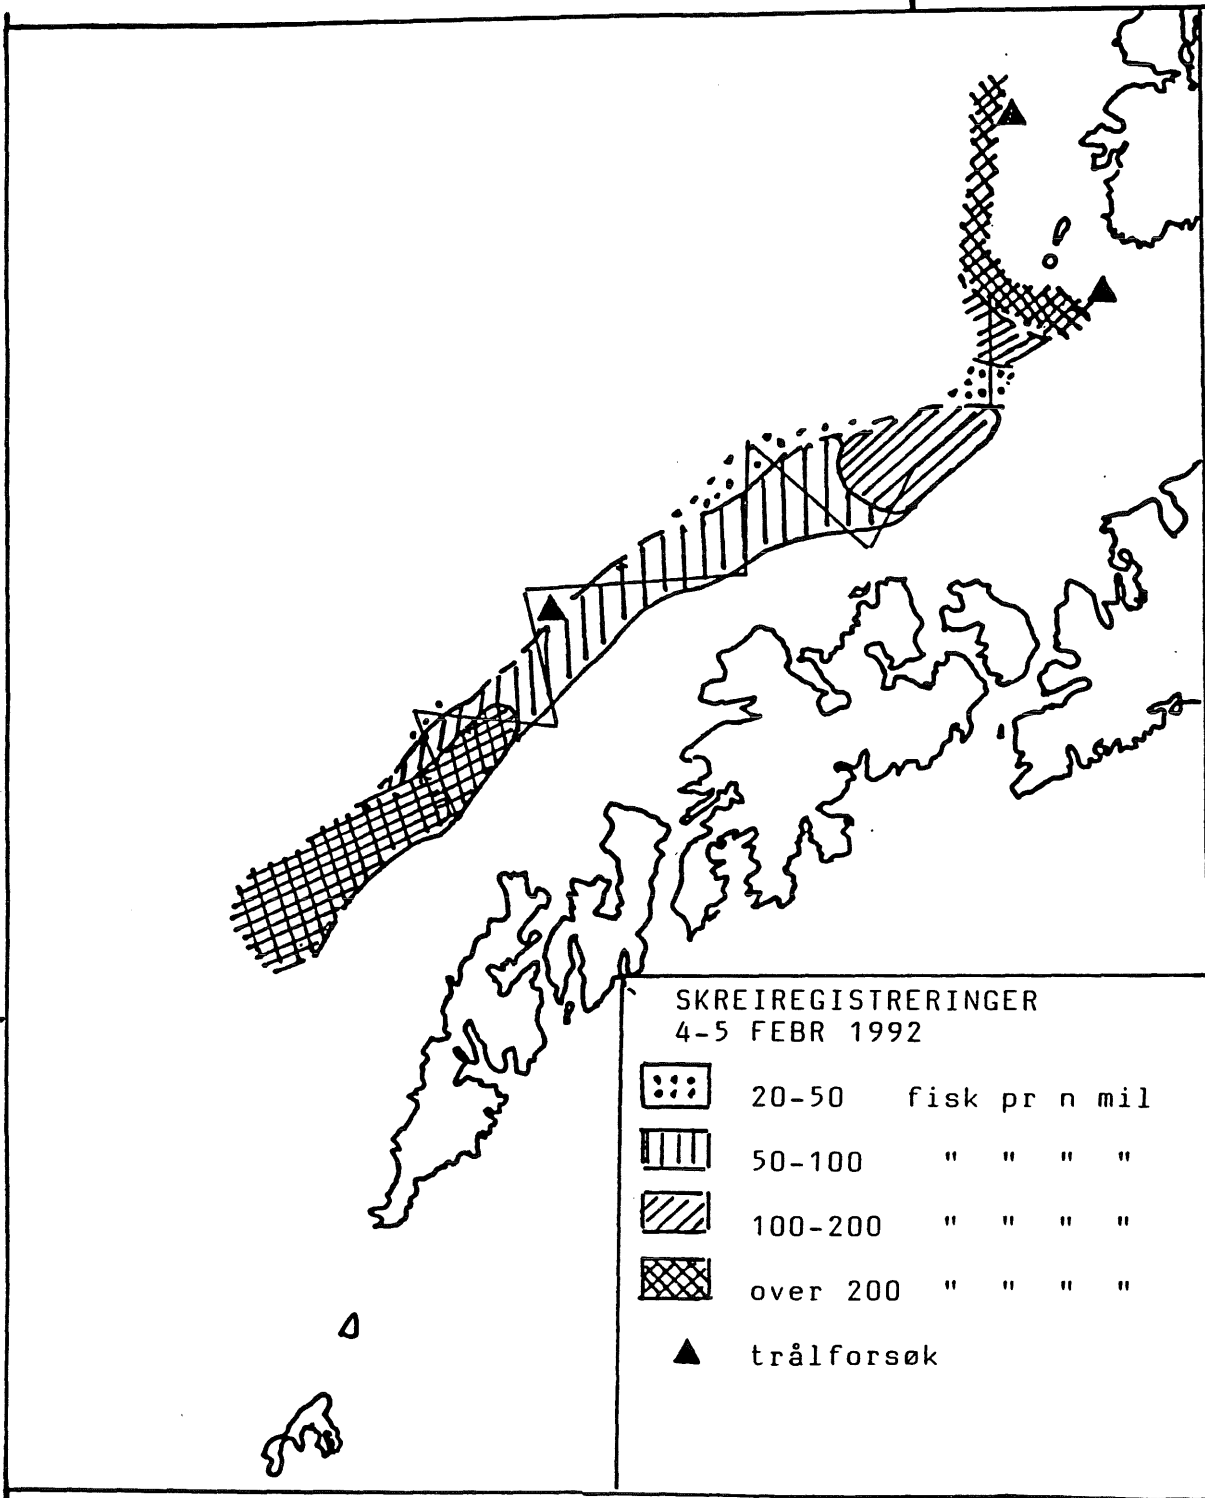 SKREIREGISTRERINGER
4-5 FEBR 1992
20-50 fisk pr n mil
50-100 " " " "
100-200 " " " "
over 200 " " " "
trålforsøk